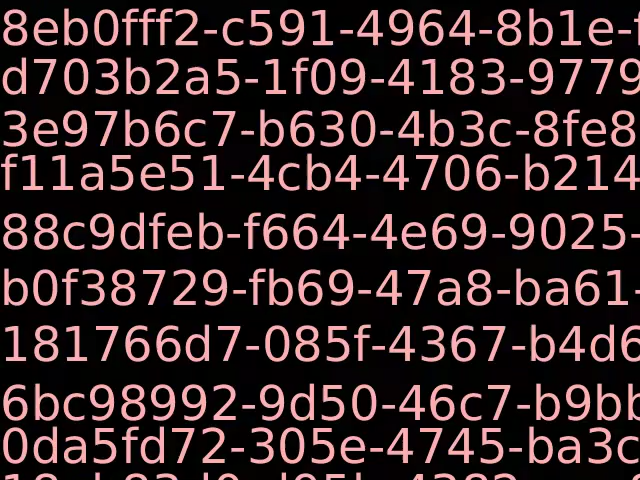 8eb0fff2-c591-4964-8b1e-
d703b2a5-1f09-4183-9779
3e97b6c7-b630-4b3c-8fe8
f11a5e51-4cb4-4706-b214
88c9dfeb-f664-4e69-9025-
b0f38729-fb69-47a8-ba61-
181766d7-085f-4367-b4d6
6bc98992-9d50-46c7-b9bb
0da5fd72-305e-4745-ba3c